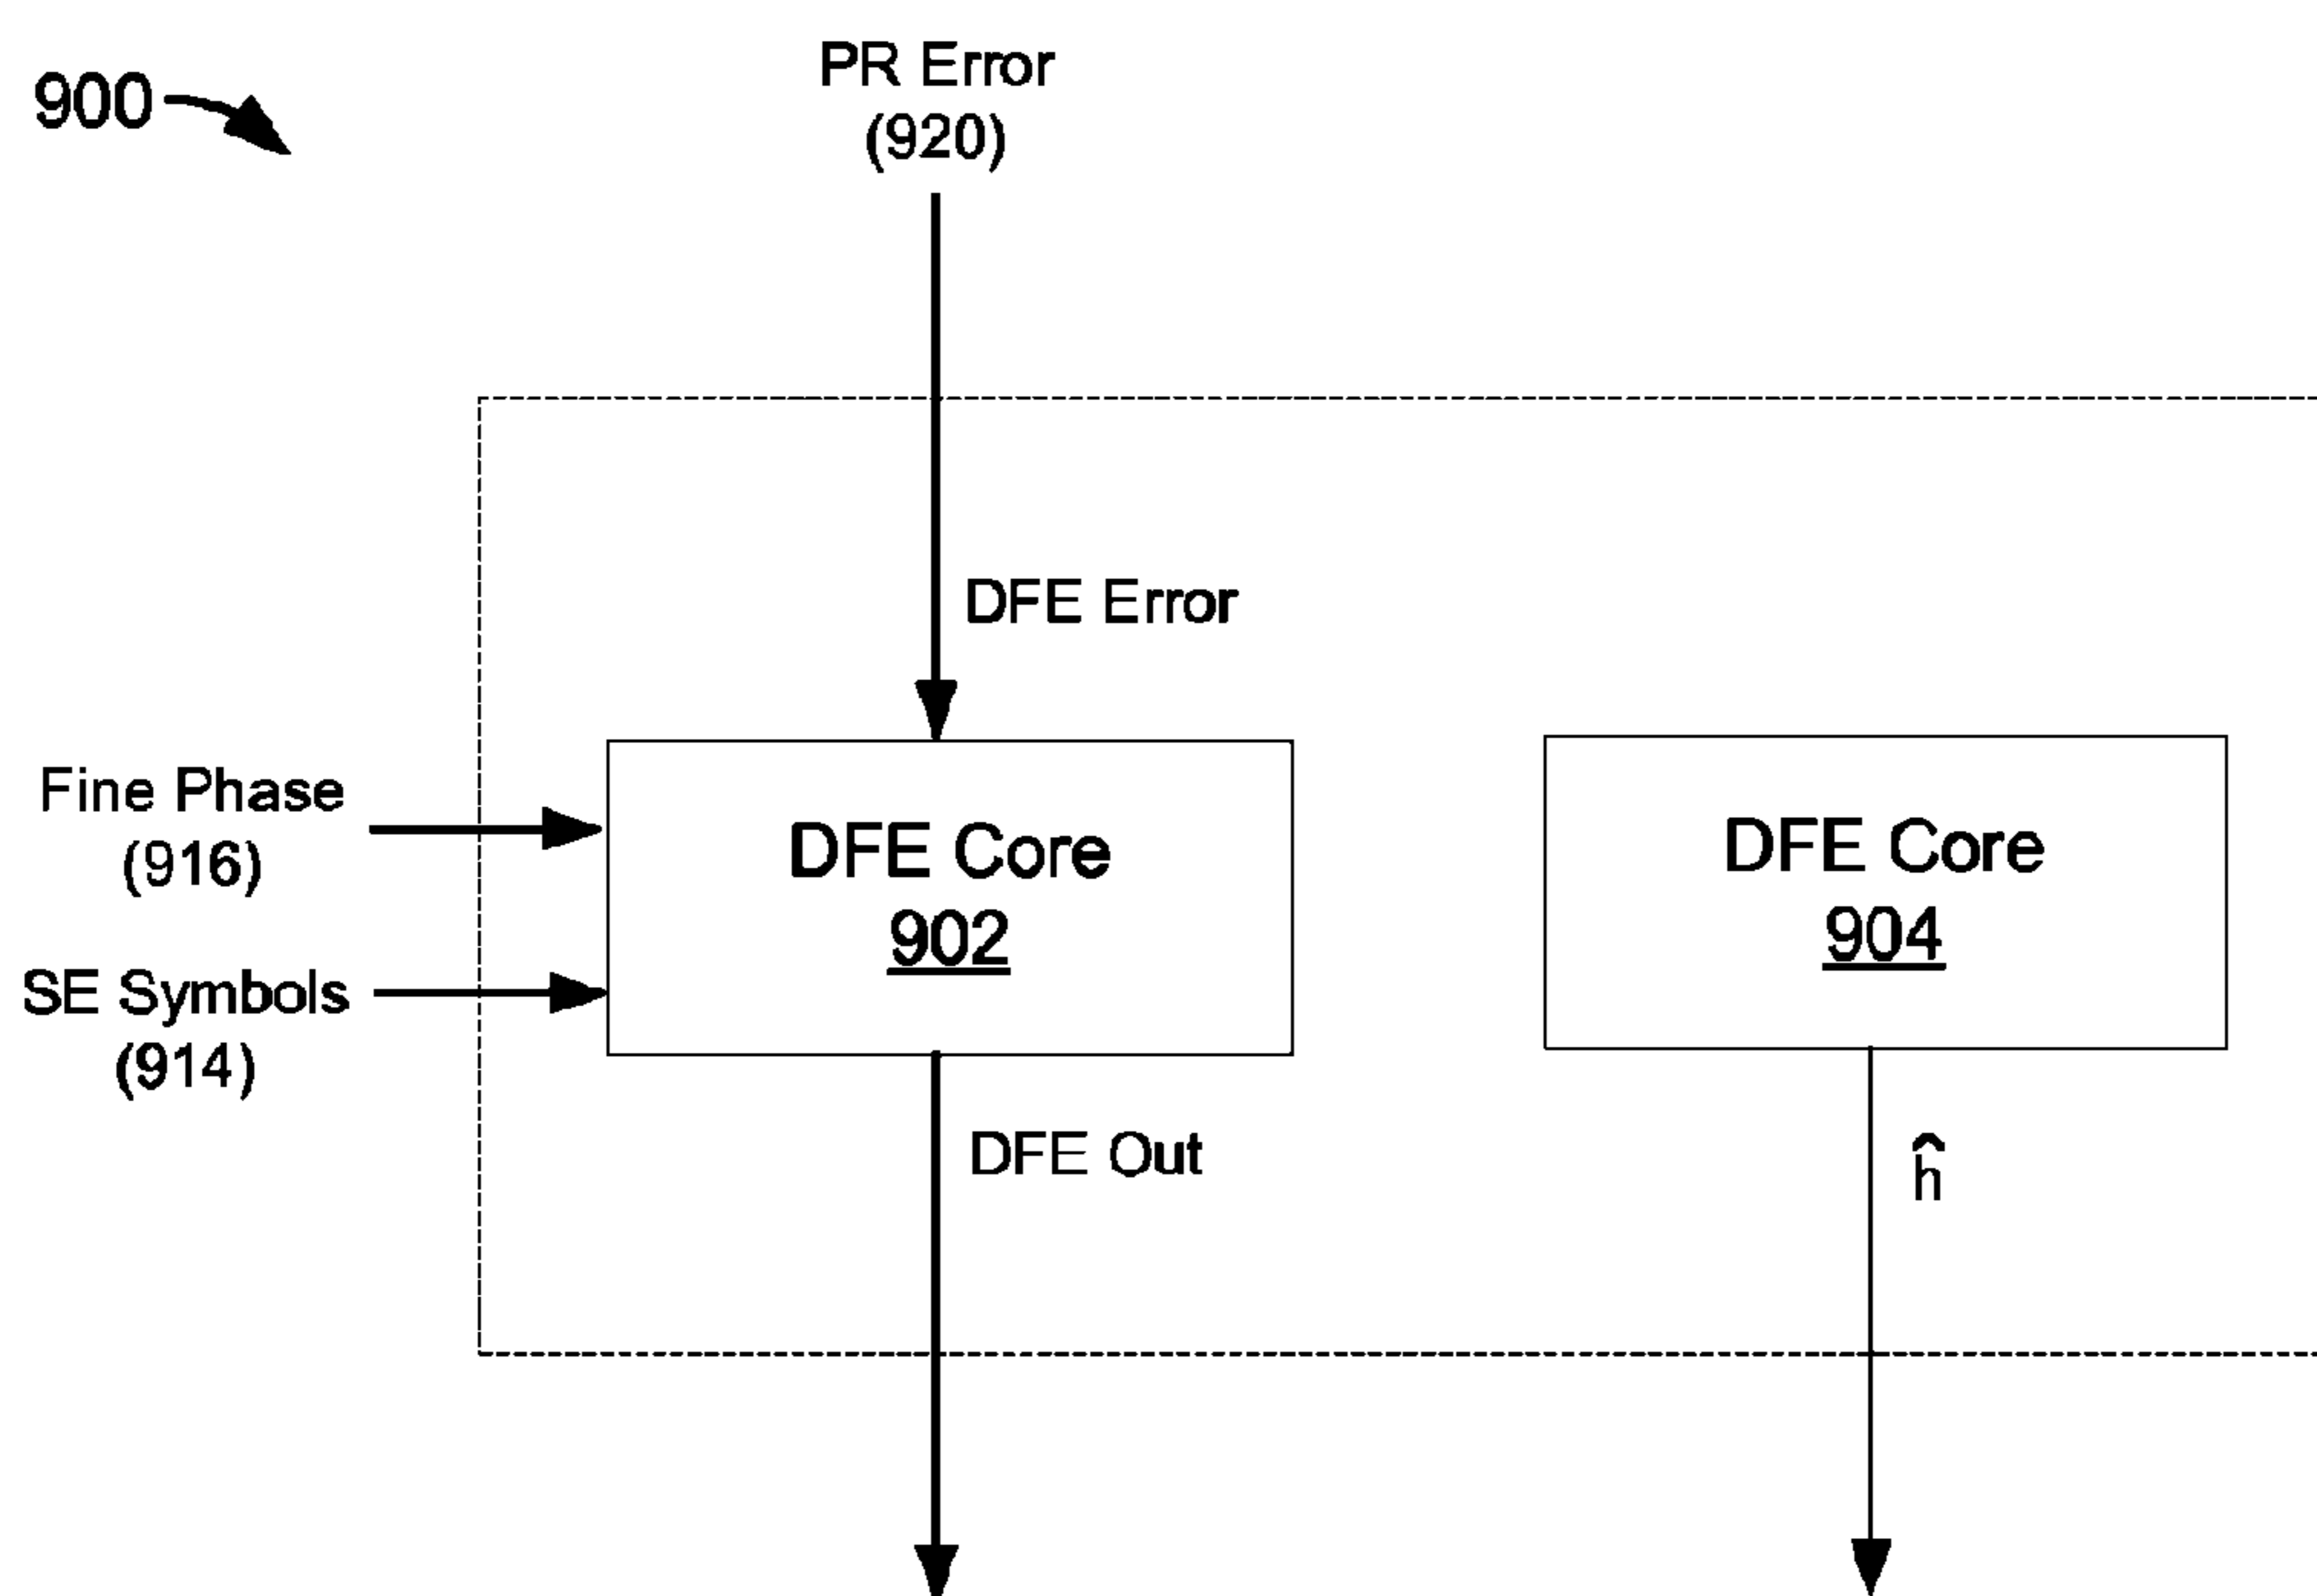 900
PR Error
(920)
DFE Error
Fine Phase
(916)
SE Symbols
(914)
DFE Core
902
DFE Core
904
DFE Out
ĥ